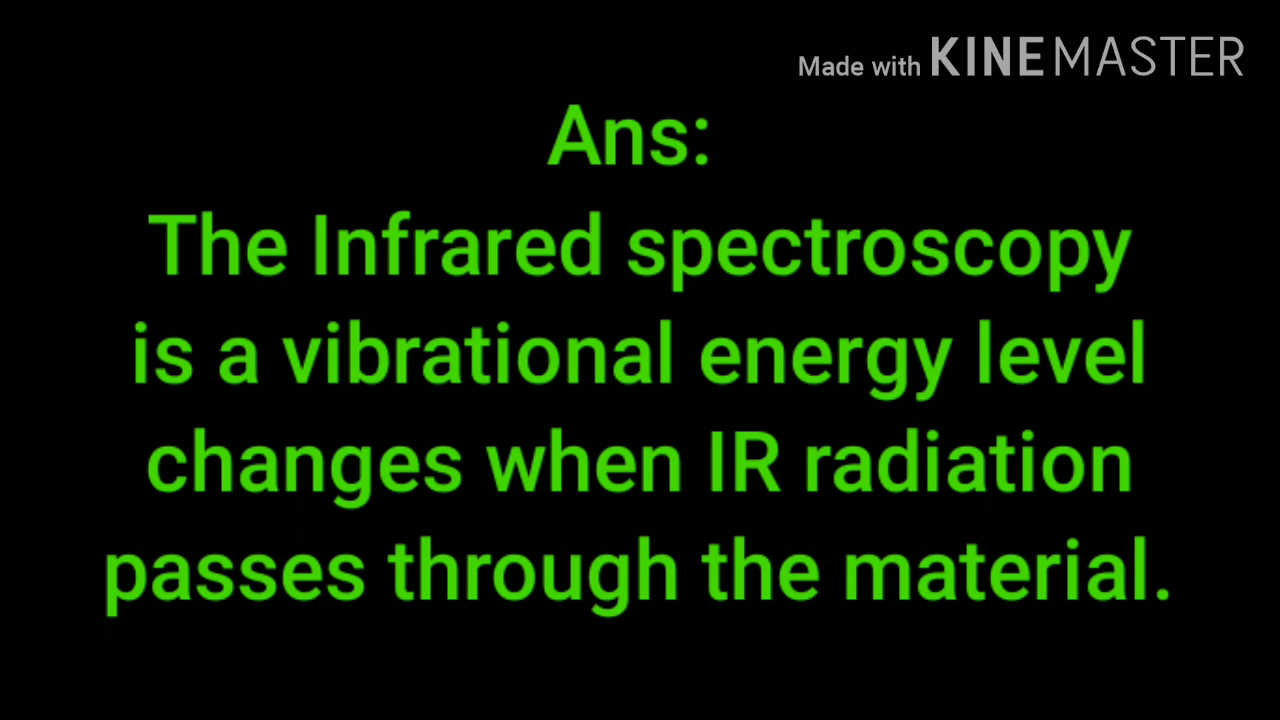 Made with KINEMASTER
Ans:
The Infrared spectroscopy
is a vibrational energy level
changes when IR radiation
passes through the material.